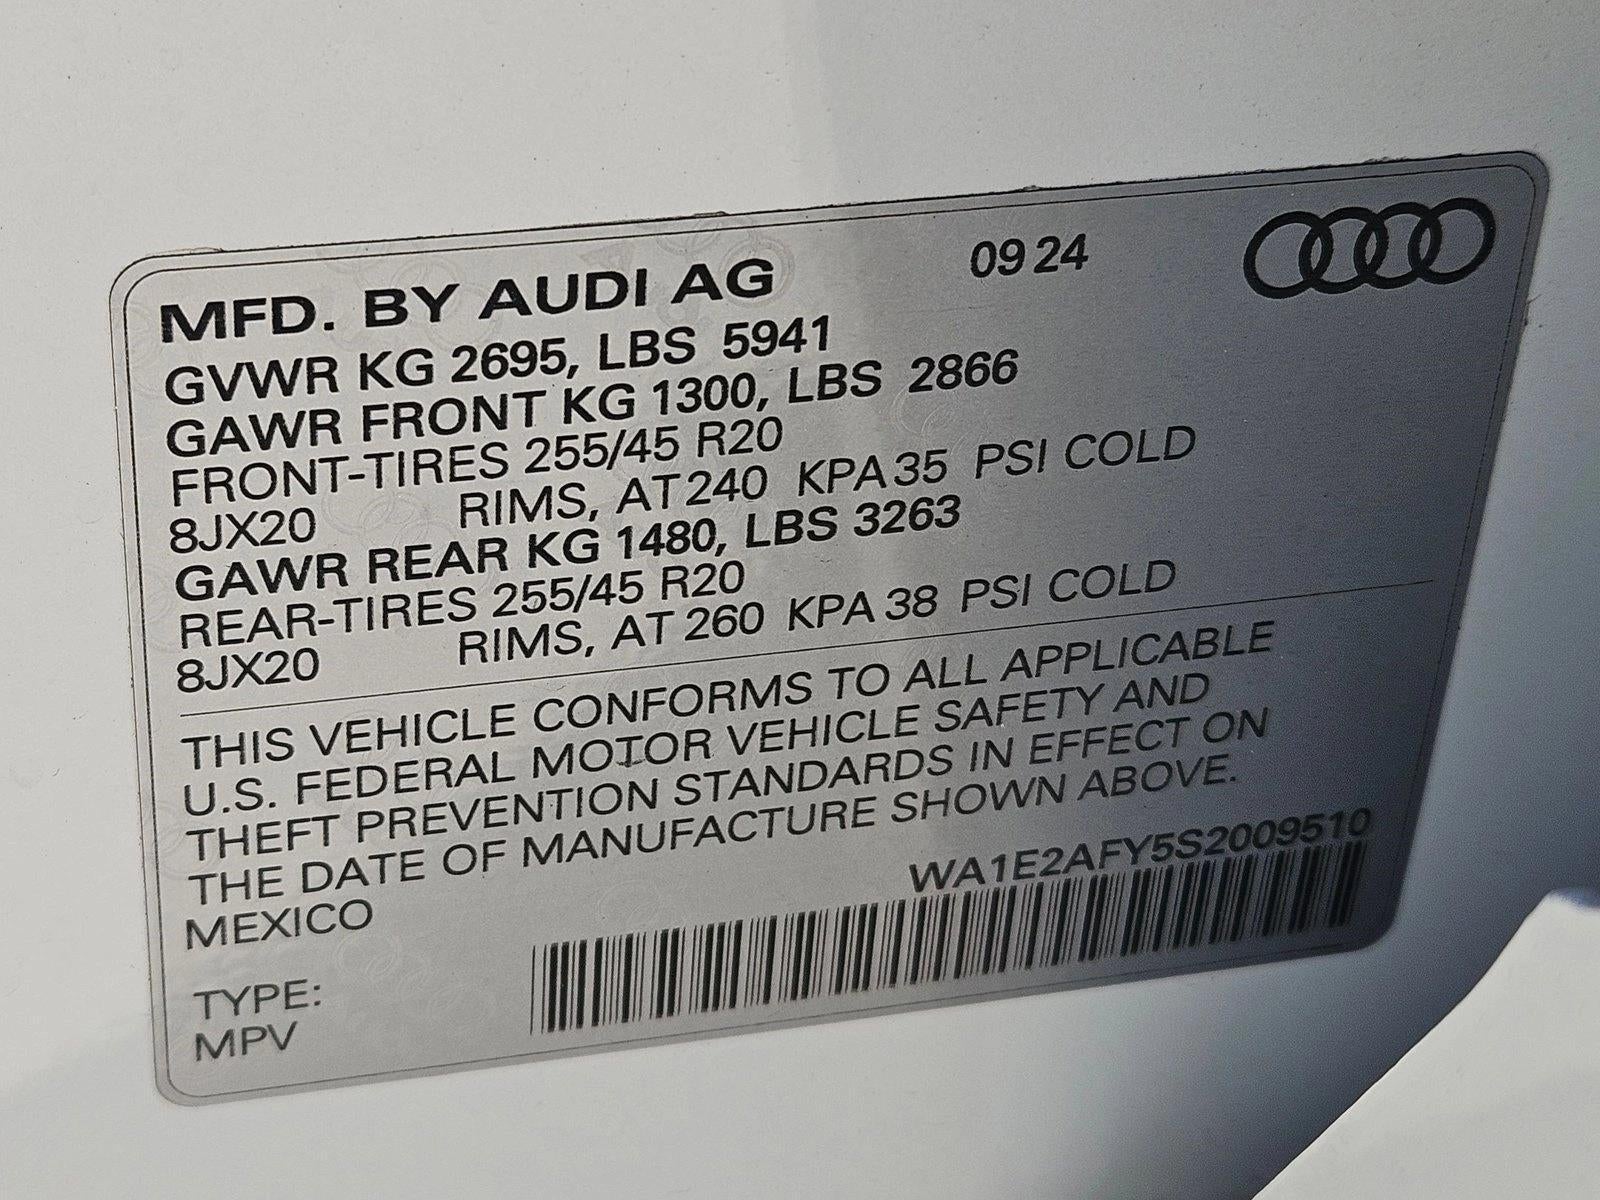 MFD. BY AUDI AG 09 24
GVWR KG 2695, LBS 5941
GAWR FRONT KG 1300, LBS 2866
FRONT-TIRES 255/45 R20
8JX20 RIMS, AT 240 KPA 35 PSI COLD
GAWR REAR KG 1480, LBS 3263
REAR-TIRES 255/45 R20
8JX20 RIMS, AT 260 KPA 38 PSI COLD
THIS VEHICLE CONFORMS TO ALL APPLICABLE
U.S. FEDERAL MOTOR VEHICLE SAFETY AND
THEFT PREVENTION STANDARDS IN EFFECT ON
THE DATE OF MANUFACTURE SHOWN ABOVE.
MEXICO
WA1E2AFY5S2009510
TYPE:
MPV